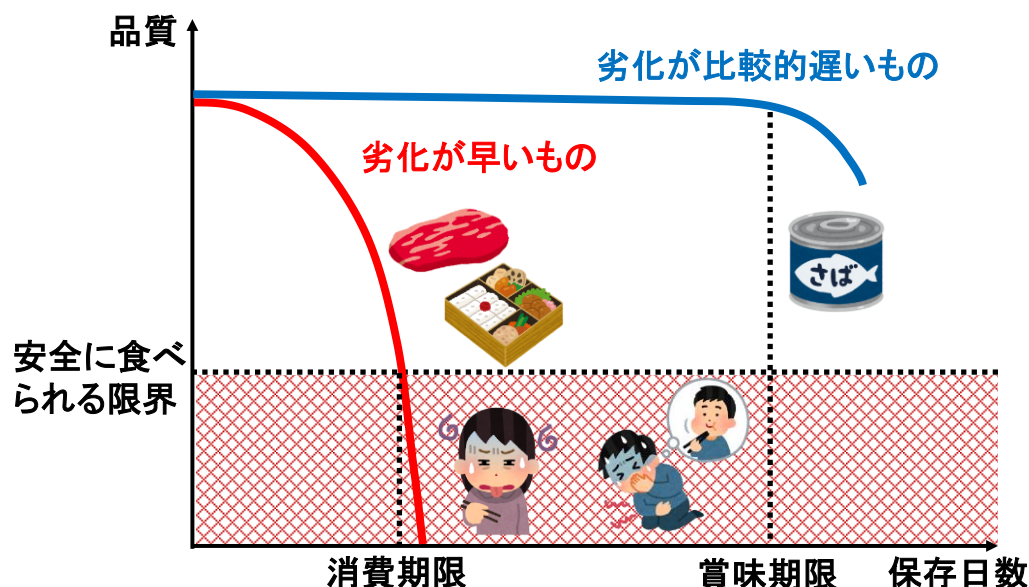 品質
劣化が比較的遅いもの
劣化が早いもの
さば
安全に食べ
られる限界
消費期限
賞味期限
保存日数